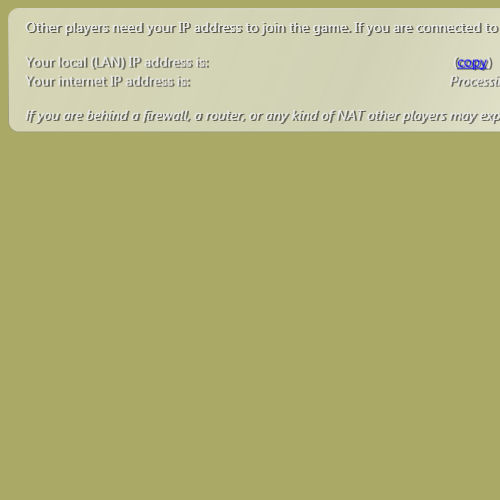 Other players need your IP address to join the game. If you are connected to
Your local (LAN) IP address is: (copy)
Your internet IP address is:
If you are behind a firewall, a router, or any kind of NAT other players may